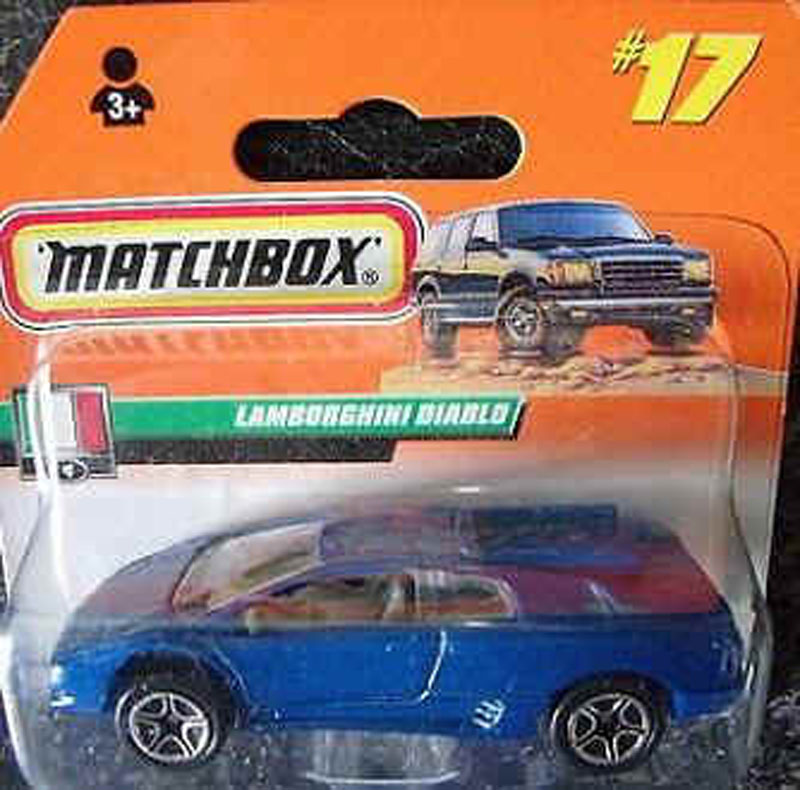 #17
3+
'MATCHBOX'®
LAMBORGHINI DIABLO